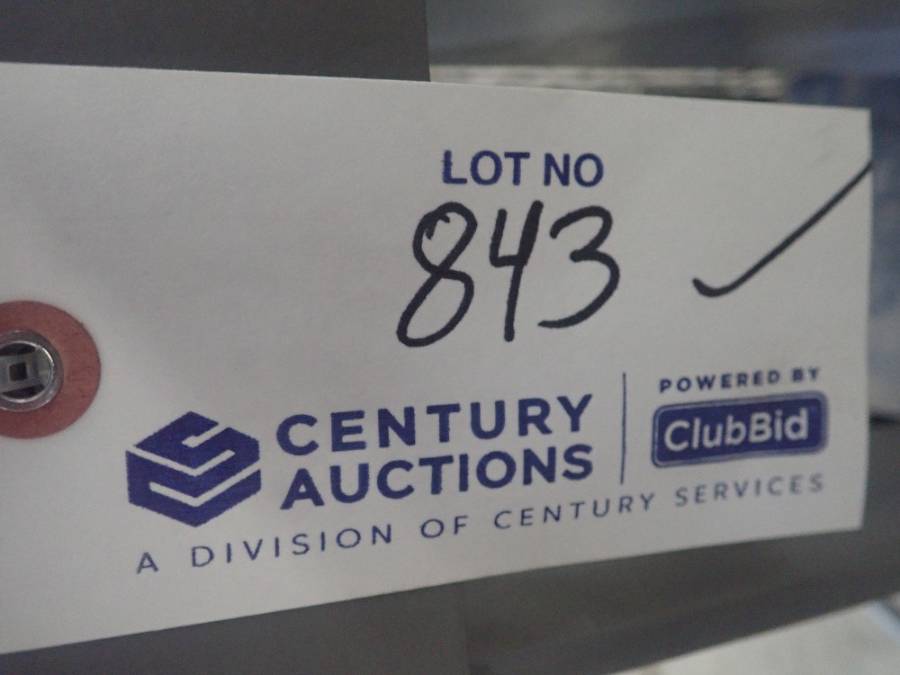 LOT NO
843 ✓
CENTURY
AUCTIONS
POWERED BY
ClubBid
A DIVISION OF CENTURY SERVICES